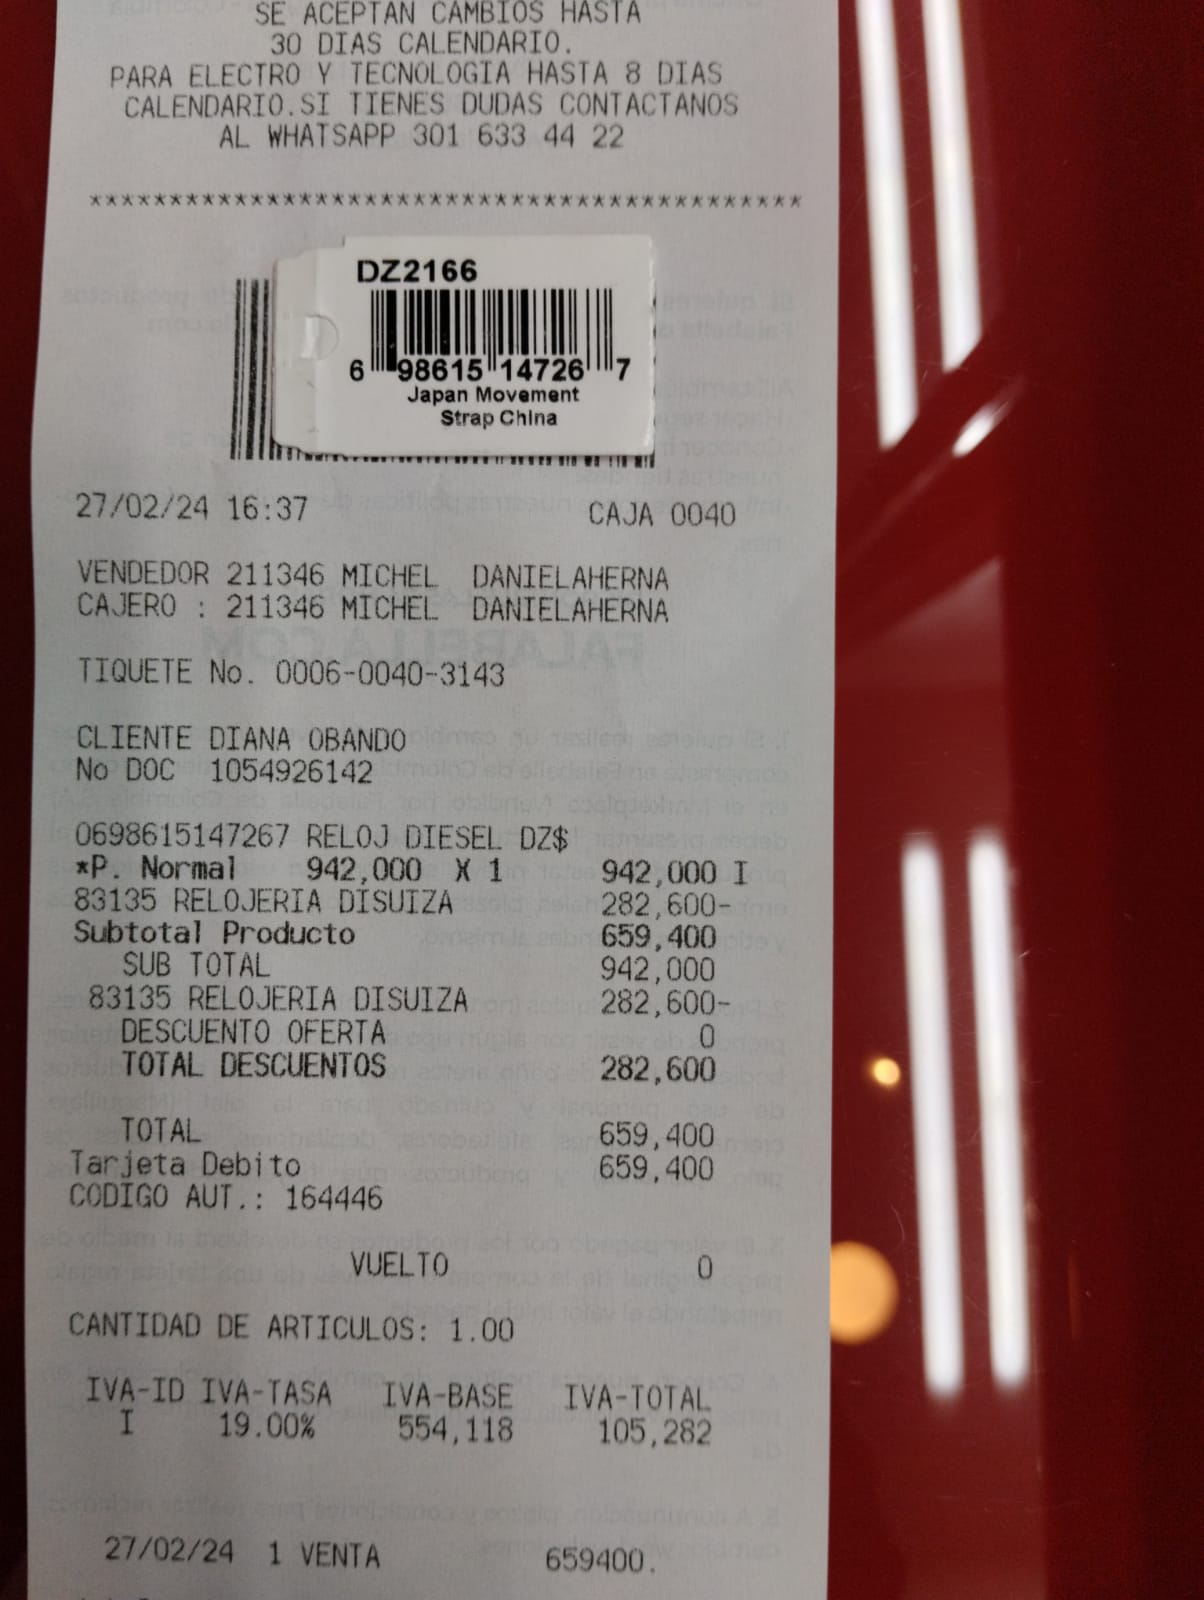 SE ACEPTAN CAMBIOS HASTA
30 DIAS CALENDARIO.
PARA ELECTRO Y TECNOLOGIA HASTA 8 DIAS
CALENDARIO.SI TIENES DUDAS CONTACTANOS
AL WHATSAPP 301 633 44 22
********************************************
DZ2166
6 98615 14726 7
Japan Movement
Strap China
27/02/24 16:37 CAJA 0040
VENDEDOR 211346 MICHEL DANIELAHERNA
CAJERO : 211346 MICHEL DANIELAHERNA
TIQUETE No. 0006-0040-3143
CLIENTE DIANA OBANDO
No DOC 1054926142
0698615147267 RELOJ DIESEL DZ$
*P. Normal 942,000 X 1 942,000 I
83135 RELOJERIA DISUIZA 282,600-
Subtotal Producto 659,400
SUB TOTAL 942,000
83135 RELOJERIA DISUIZA 282,600-
DESCUENTO OFERTA 0
TOTAL DESCUENTOS 282,600
TOTAL 659,400
Tarjeta Debito 659,400
CODIGO AUT.: 164446
VUELTO 0
CANTIDAD DE ARTICULOS: 1.00
IVA-ID IVA-TASA IVA-BASE IVA-TOTAL
I 19.00% 554,118 105,282
27/02/24 1 VENTA 659400.